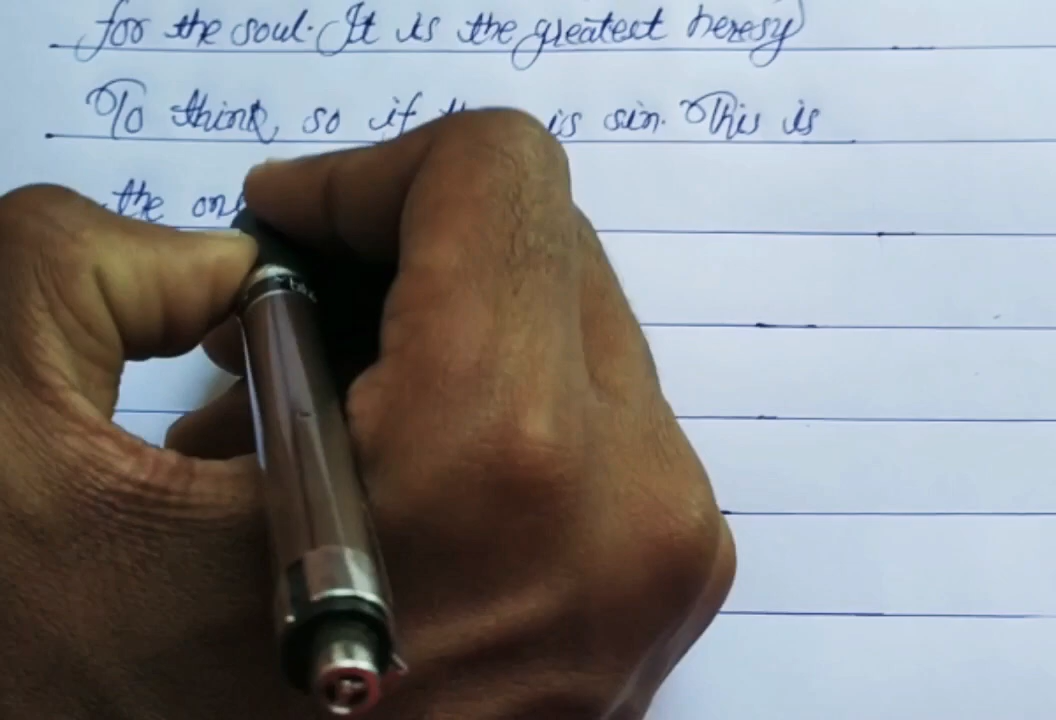 for the soul. It is the greatest heresy
To think, so if is sin. This is
the